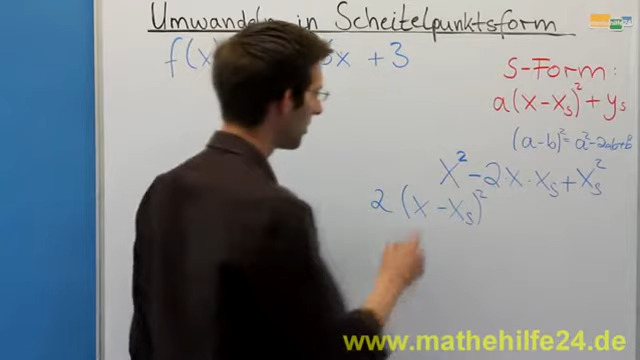 Umwandeln in Scheitelpunktsform
f(x) 6x + 3
S-Form:
a(x-xₛ)²+yₛ
(a-b)²=a²-2ab+b²
x²-2x·xₛ+xₛ²
2(x-xₛ)²
www.mathehilfe24.de